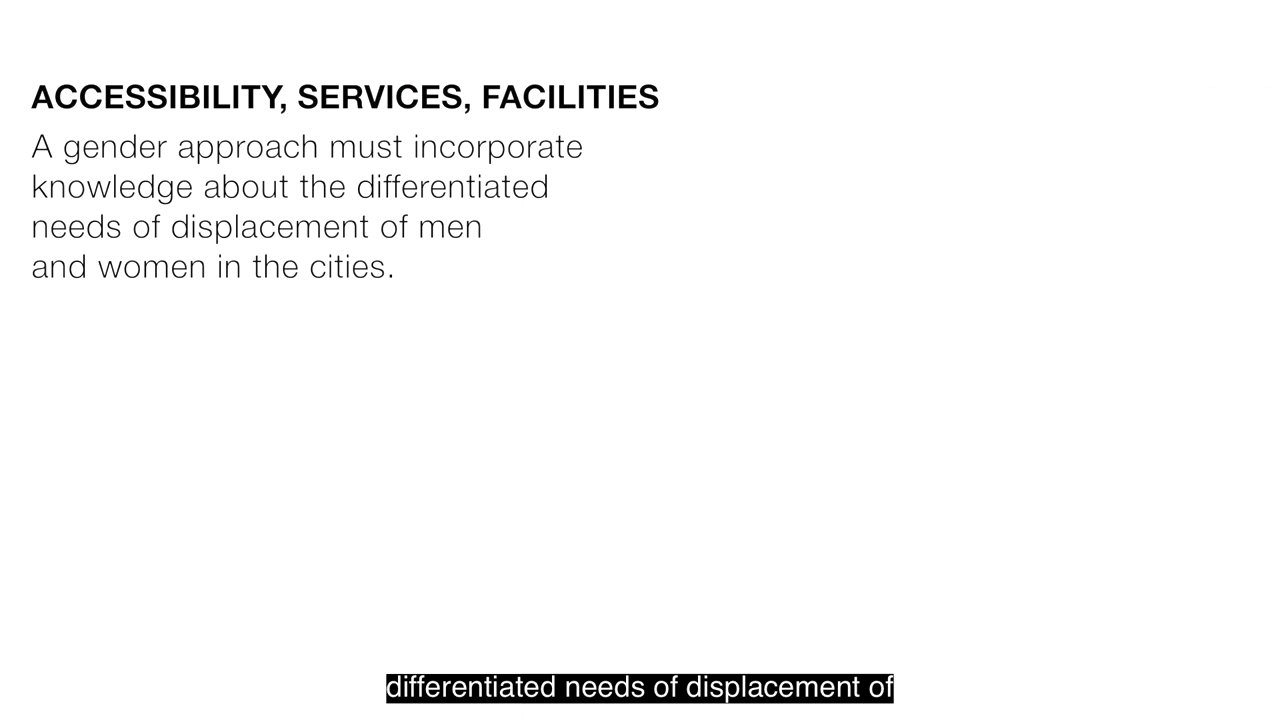 ACCESSIBILITY, SERVICES, FACILITIES
A gender approach must incorporate
knowledge about the differentiated
needs of displacement of men
and women in the cities.
differentiated needs of displacement of